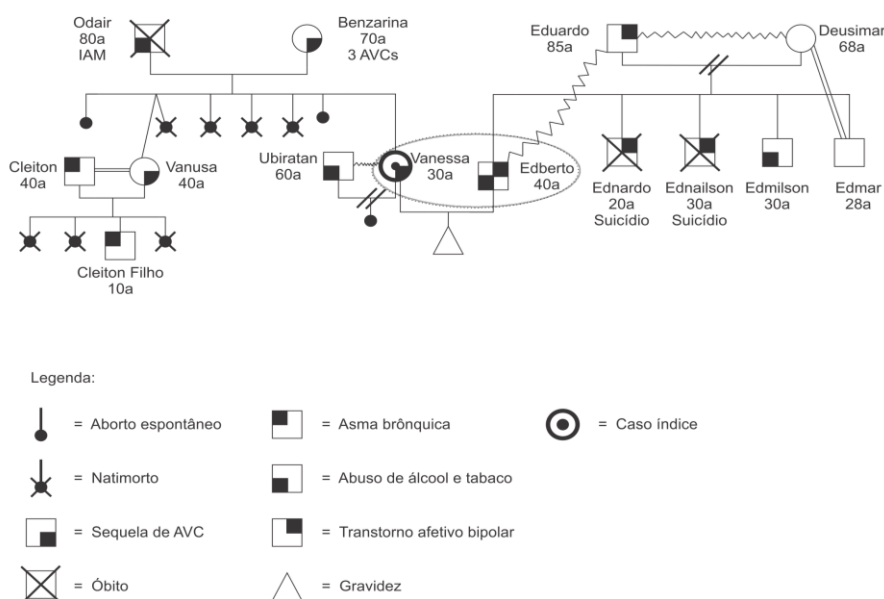 Odair
80a
IAM
Benzarina
70a
3 AVCs
Eduardo
85a
Deusimar
68a
Cleiton
40a
Vanusa
40a
Ubiratan
60a
Vanessa
30a
Edberto
40a
Ednardo
20a
Suicídio
Ednailson
30a
Suicídio
Edmilson
30a
Edmar
28a
Cleiton Filho
10a
Legenda:
= Aborto espontâneo
= Asma brônquica
= Caso índice
= Natimorto
= Abuso de álcool e tabaco
= Sequela de AVC
= Transtorno afetivo bipolar
= Óbito
= Gravidez